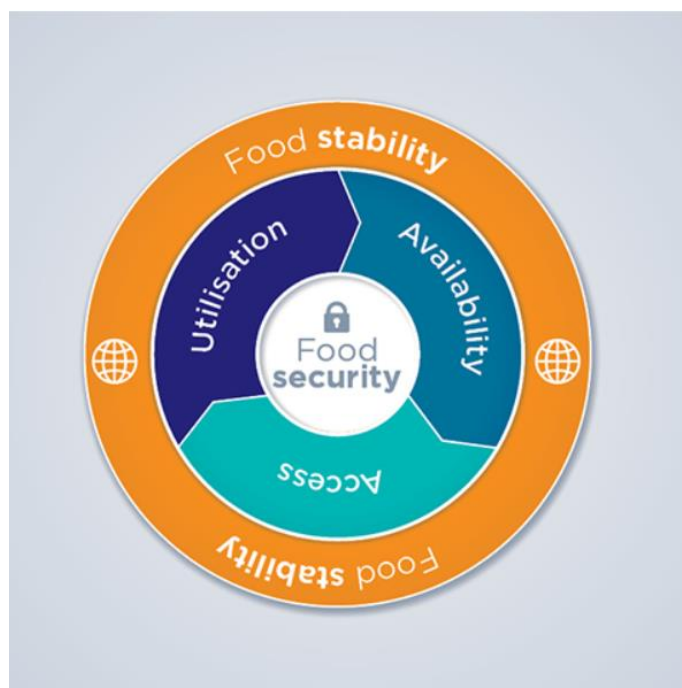 Food stability
Utilisation
Availability
Food
security
Access
Food stability